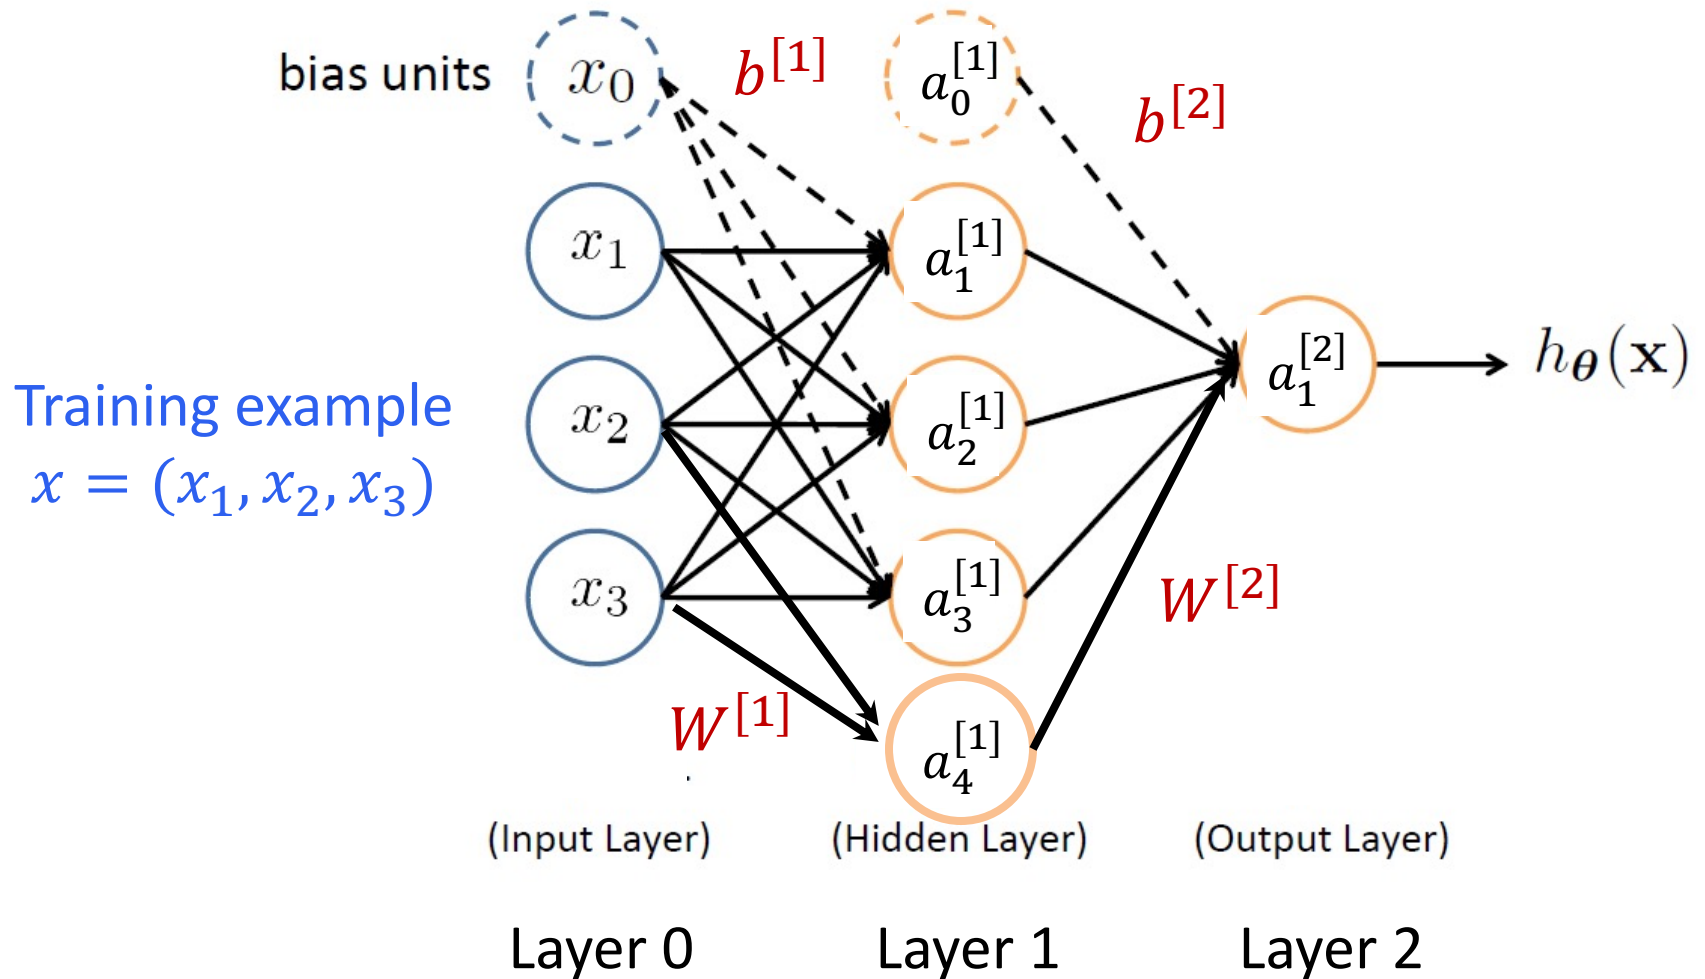 bias units
x₀
b^[1]
a₀^[1]
b^[2]
x₁
a₁^[1]
x₂
a₂^[1]
a₁^[2]
h_θ(x)
Training example
x = (x₁, x₂, x₃)
x₃
a₃^[1]
W^[2]
W^[1]
a₄^[1]
(Input Layer)
(Hidden Layer)
(Output Layer)
Layer 0
Layer 1
Layer 2